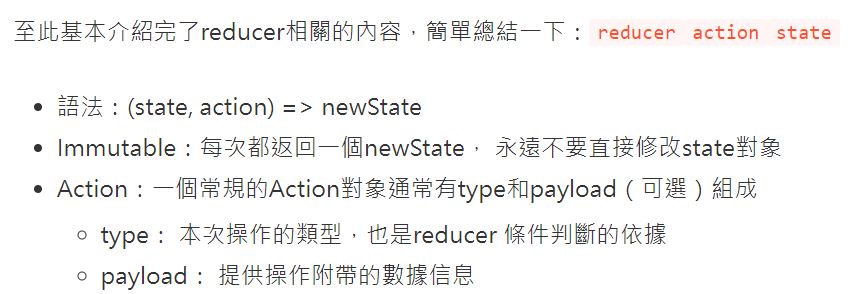 至此基本介紹完了reducer相關的內容，簡單總結一下：reducer action state
• 語法：(state, action) => newState
• Immutable：每次都返回一個newState， 永遠不要直接修改state對象
• Action：一個常規的Action對象通常有type和payload（可選）組成
◦ type： 本次操作的類型，也是reducer 條件判斷的依據
◦ payload： 提供操作附帶的數據信息